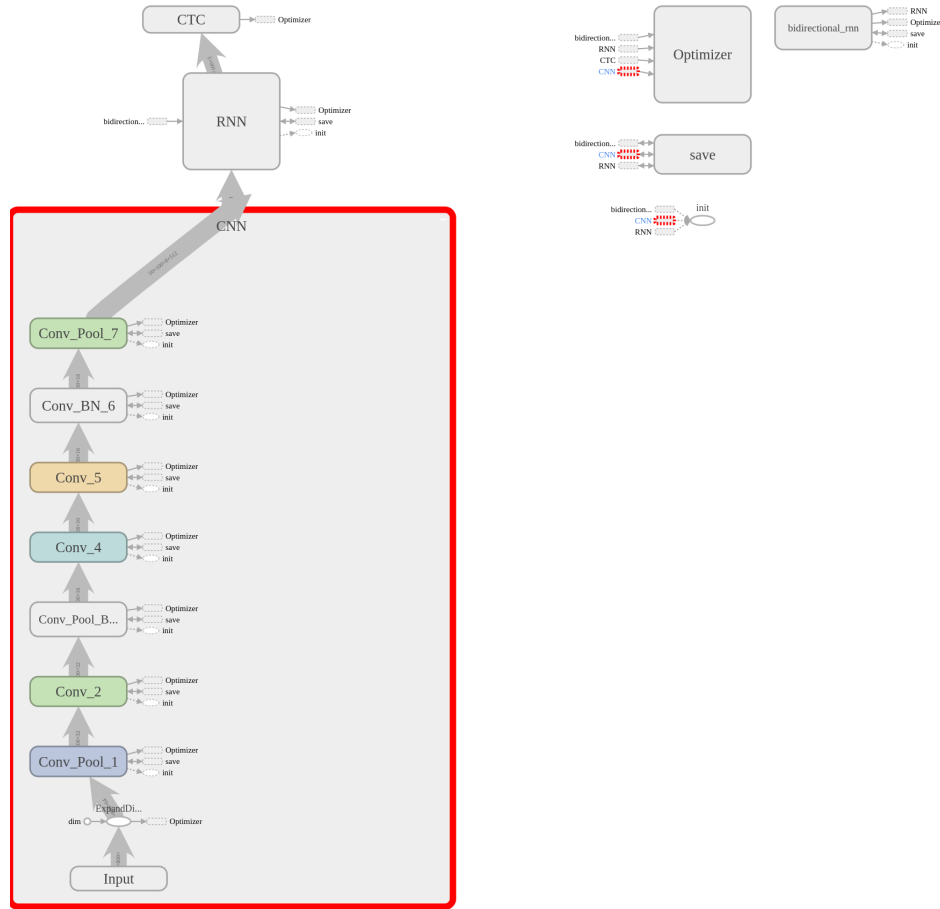 CTC
Optimizer
RNN
bidirection...
Optimizer
save
init
CNN
Conv_Pool_7
Optimizer
save
init
Conv_BN_6
Optimizer
save
init
Conv_5
Optimizer
save
init
Conv_4
Optimizer
save
init
Conv_Pool_B...
Optimizer
save
init
Conv_2
Optimizer
save
init
Conv_Pool_1
Optimizer
save
init
ExpandDi...
dim
Optimizer
Input
bidirection...
RNN
CTC
CNN
Optimizer
bidirectional_rnn
RNN
Optimize
save
init
bidirection...
CNN
RNN
save
init
bidirection...
CNN
RNN